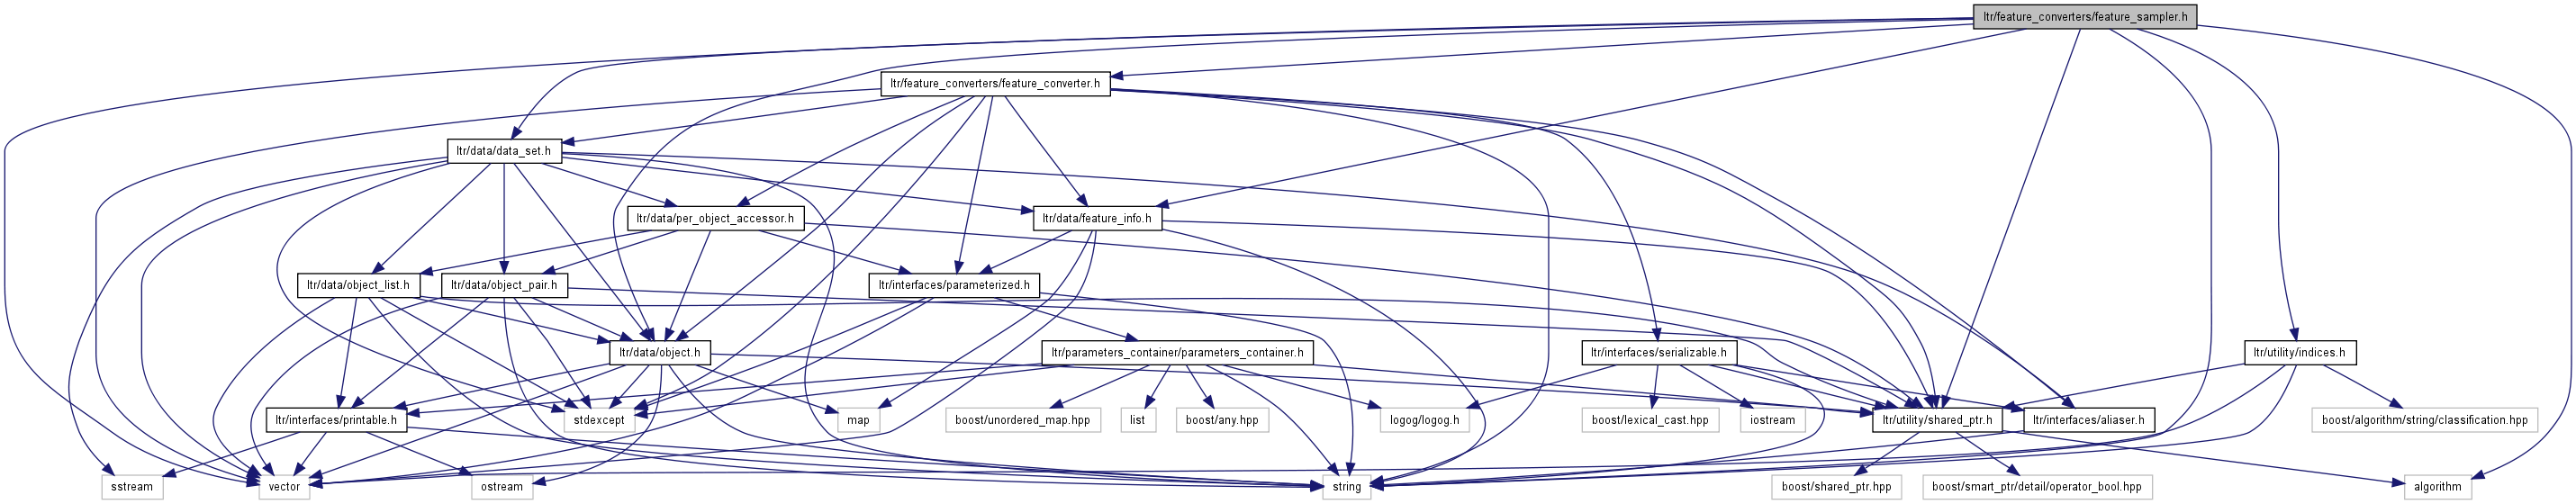 ltr/feature_converters/feature_sampler.h
ltr/feature_converters/feature_converter.h
ltr/data/data_set.h
ltr/data/per_object_accessor.h
ltr/data/feature_info.h
ltr/data/object_list.h
ltr/data/object_pair.h
ltr/interfaces/parameterized.h
ltr/data/object.h
ltr/parameters_container/parameters_container.h
ltr/interfaces/serializable.h
ltr/utility/indices.h
ltr/interfaces/printable.h
stdexcept
map
boost/unordered_map.hpp
list
boost/any.hpp
logog/logog.h
boost/lexical_cast.hpp
iostream
ltr/utility/shared_ptr.h
ltr/interfaces/aliaser.h
boost/algorithm/string/classification.hpp
sstream
vector
ostream
string
boost/shared_ptr.hpp
boost/smart_ptr/detail/operator_bool.hpp
algorithm